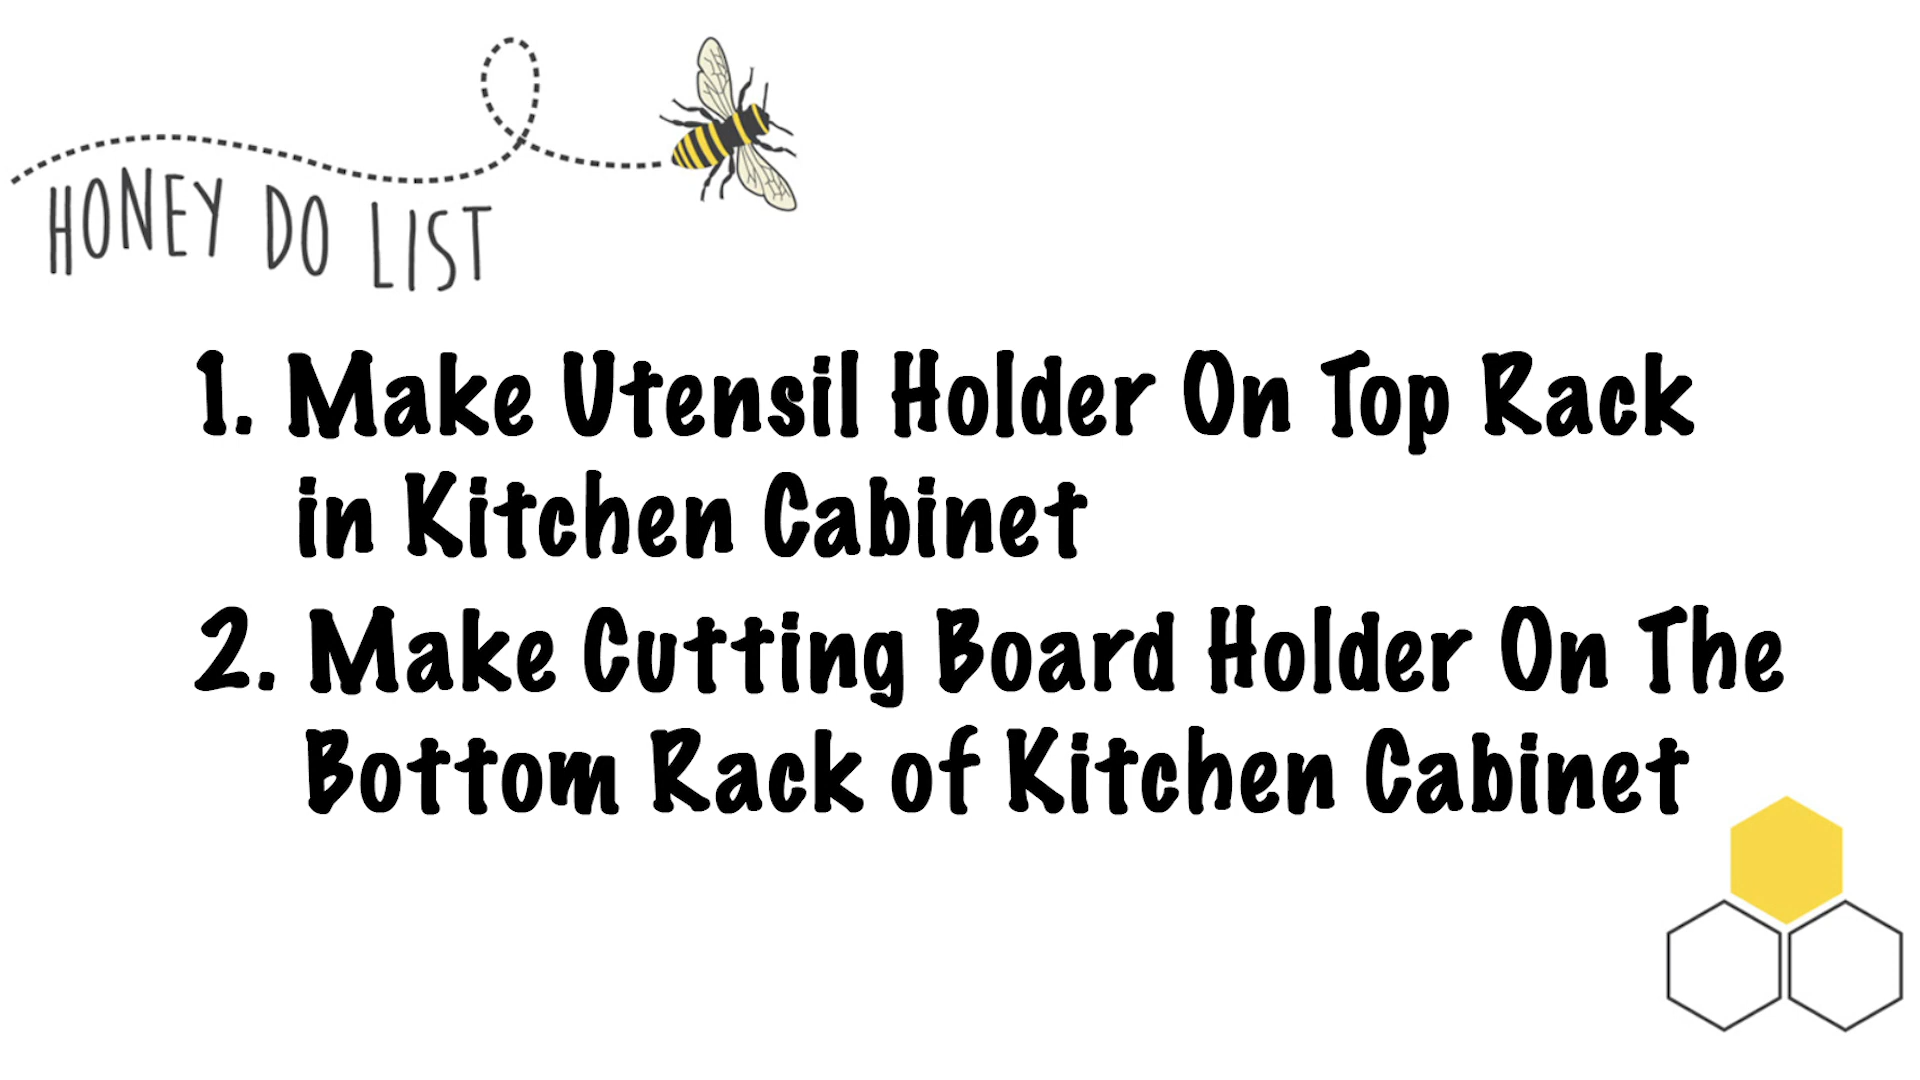 HONEY DO LIST
1. Make Utensil Holder On Top Rack
in Kitchen Cabinet
2. Make Cutting Board Holder On The
Bottom Rack of Kitchen Cabinet